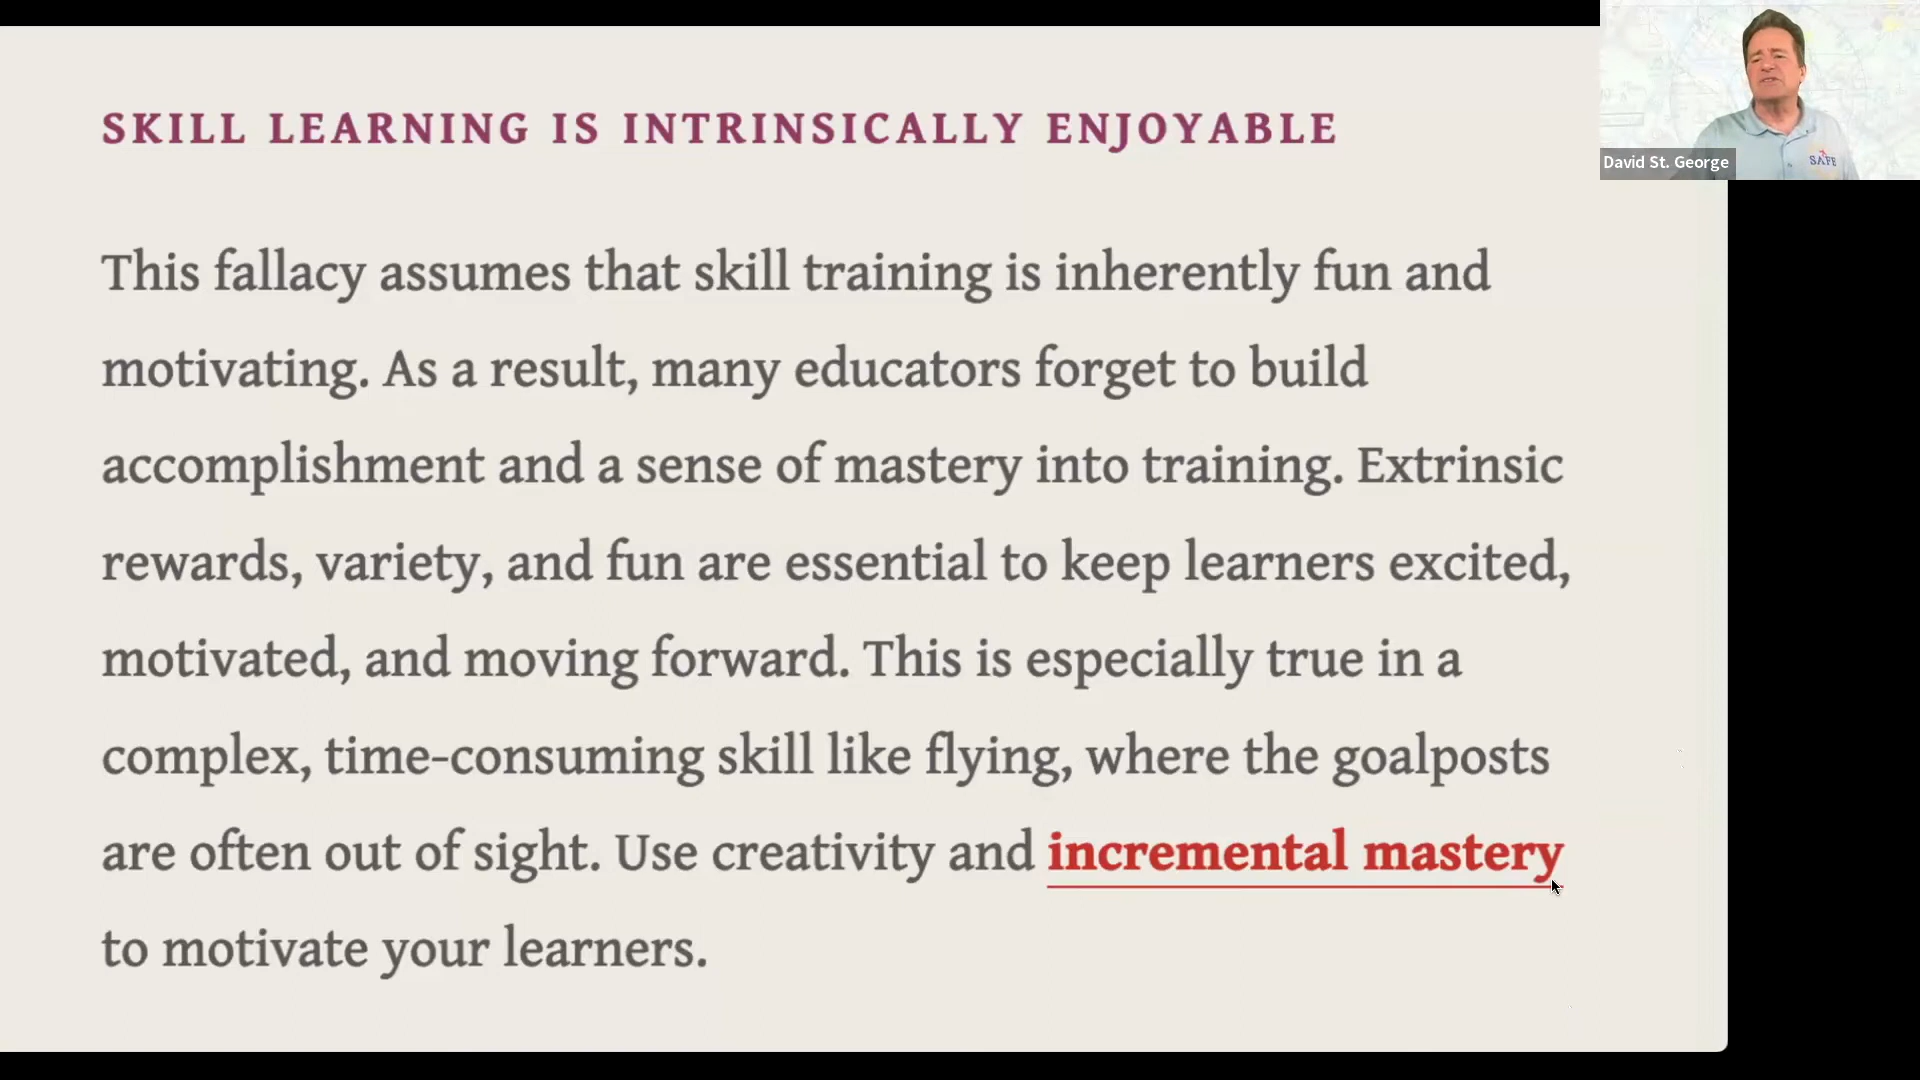 SKILL LEARNING IS INTRINSICALLY ENJOYABLE
This fallacy assumes that skill training is inherently fun and
motivating. As a result, many educators forget to build
accomplishment and a sense of mastery into training. Extrinsic
rewards, variety, and fun are essential to keep learners excited,
motivated, and moving forward. This is especially true in a
complex, time-consuming skill like flying, where the goalposts
are often out of sight. Use creativity and incremental mastery
to motivate your learners.
David St. George
SAFE